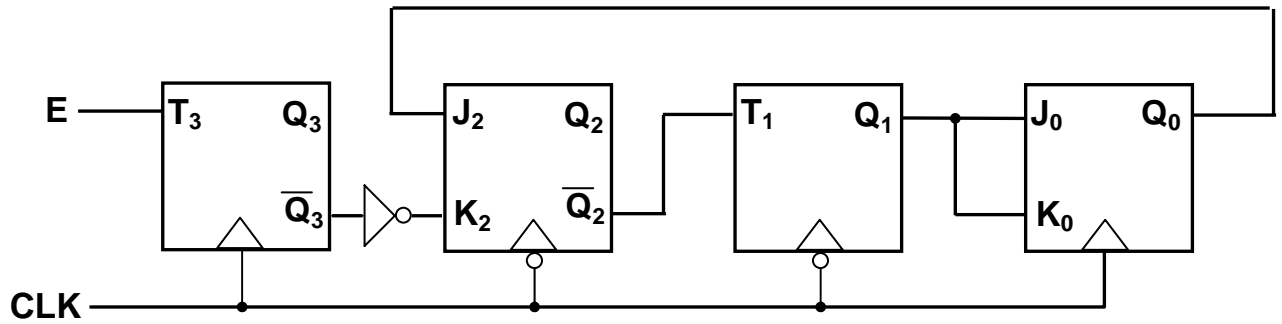 E
T₃ Q₃
Q̅₃
J₂ Q₂
K₂ Q̅₂
T₁ Q₁
J₀ Q₀
K₀
CLK